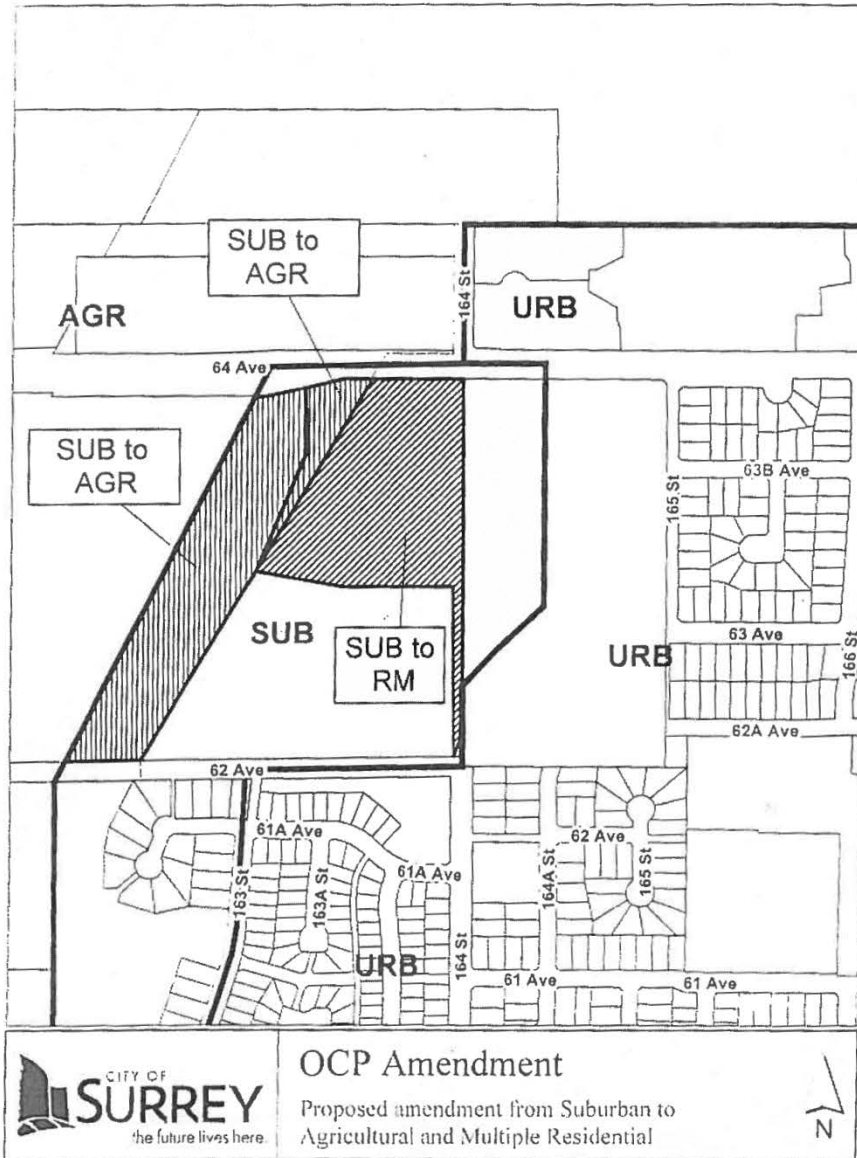 SUB to
AGR
164 St
URB
AGR
64 Ave
SUB to
AGR
63B Ave
165 St
SUB
SUB to
RM
URB
63 Ave
166 St
62A Ave
62 Ave
61A Ave
62 Ave
163 St
163A St
61A Ave
164A St
165 St
URB
164 St
61 Ave
61 Ave
CITY OF
SURREY
the future lives here.
OCP Amendment
Proposed amendment from Suburban to
Agricultural and Multiple Residential
N